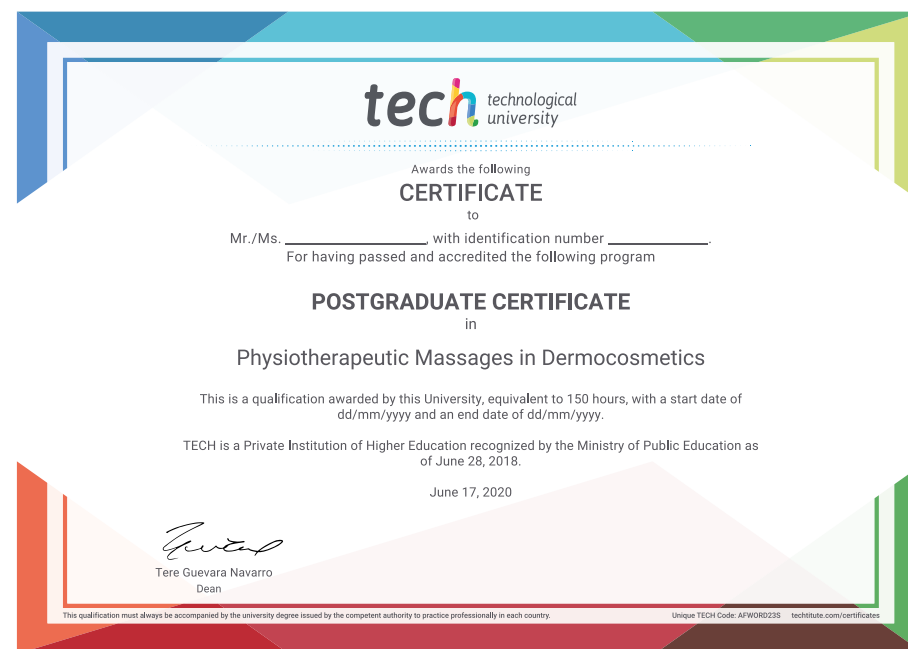 tech technological
university
Awards the following
CERTIFICATE
to
Mr./Ms. ____________________, with identification number ______________.
For having passed and accredited the following program
POSTGRADUATE CERTIFICATE
in
Physiotherapeutic Massages in Dermocosmetics
This is a qualification awarded by this University, equivalent to 150 hours, with a start date of
dd/mm/yyyy and an end date of dd/mm/yyyy.
TECH is a Private Institution of Higher Education recognized by the Ministry of Public Education as
of June 28, 2018.
June 17, 2020
Tere Guevara Navarro
Dean
This qualification must always be accompanied by the university degree issued by the competent authority to practice professionally in each country. Unique TECH Code: AFWORD23S techtitute.com/certificates